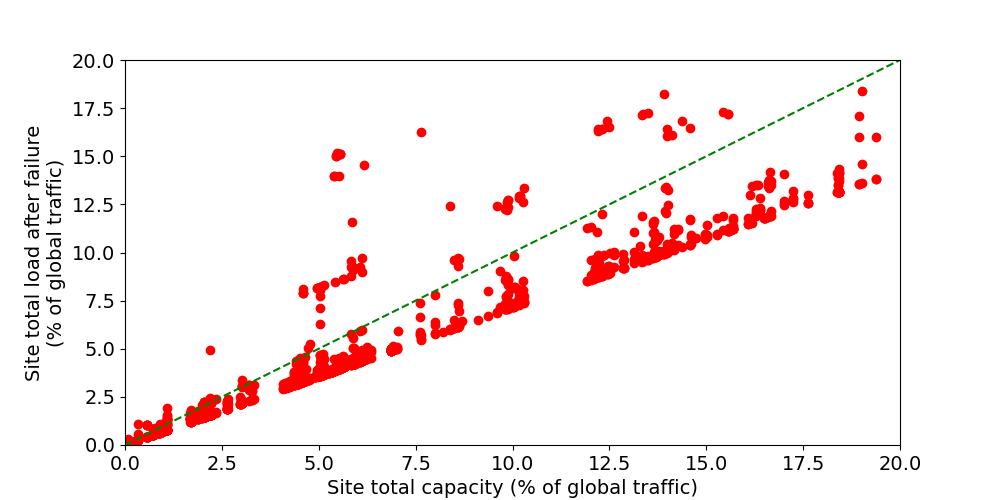 20.0
17.5
15.0
12.5
10.0
7.5
5.0
2.5
0.0
Site total load after failure
(% of global traffic)
0.0 2.5 5.0 7.5 10.0 12.5 15.0 17.5 20.0
Site total capacity (% of global traffic)